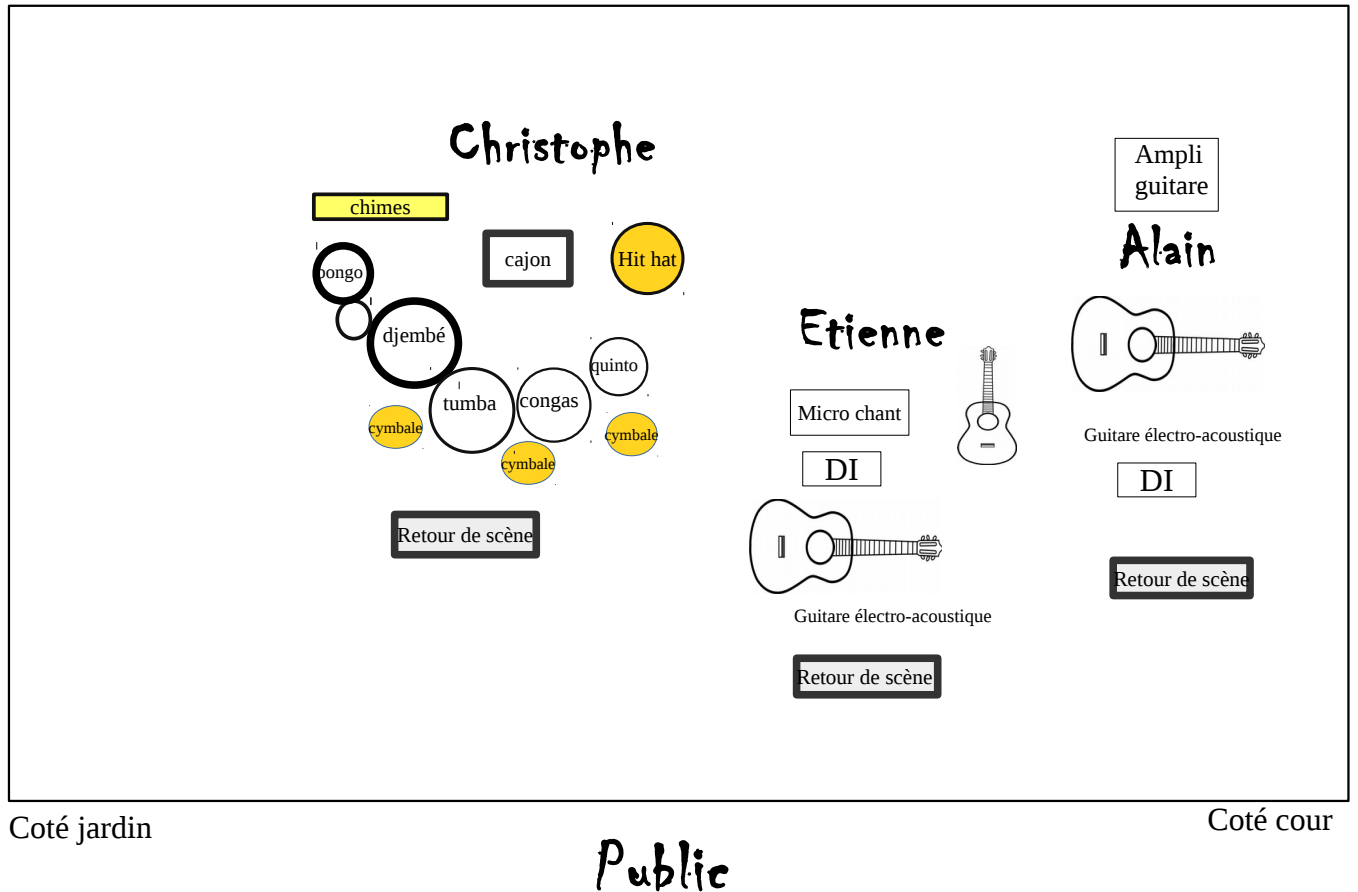 Christophe
Ampli
guitare
chimes
Alain
bongo
cajon
Hit hat
djembé
Etienne
quinto
tumba
congas
Micro chant
cymbale
cymbale
cymbale
Guitare électro-acoustique
DI
DI
Retour de scène
Retour de scène
Guitare électro-acoustique
Retour de scène
Coté jardin
Coté cour
Public